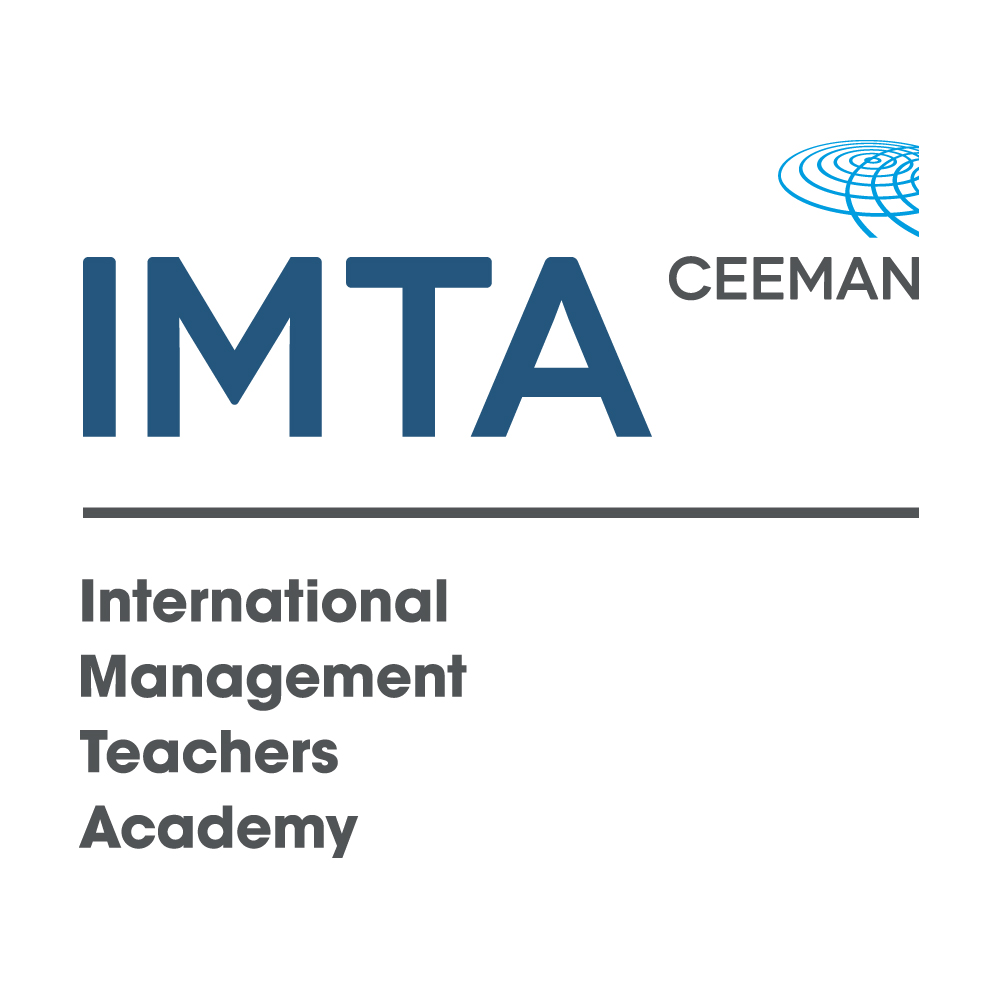 IMTA
CEEMAN
International
Management
Teachers
Academy